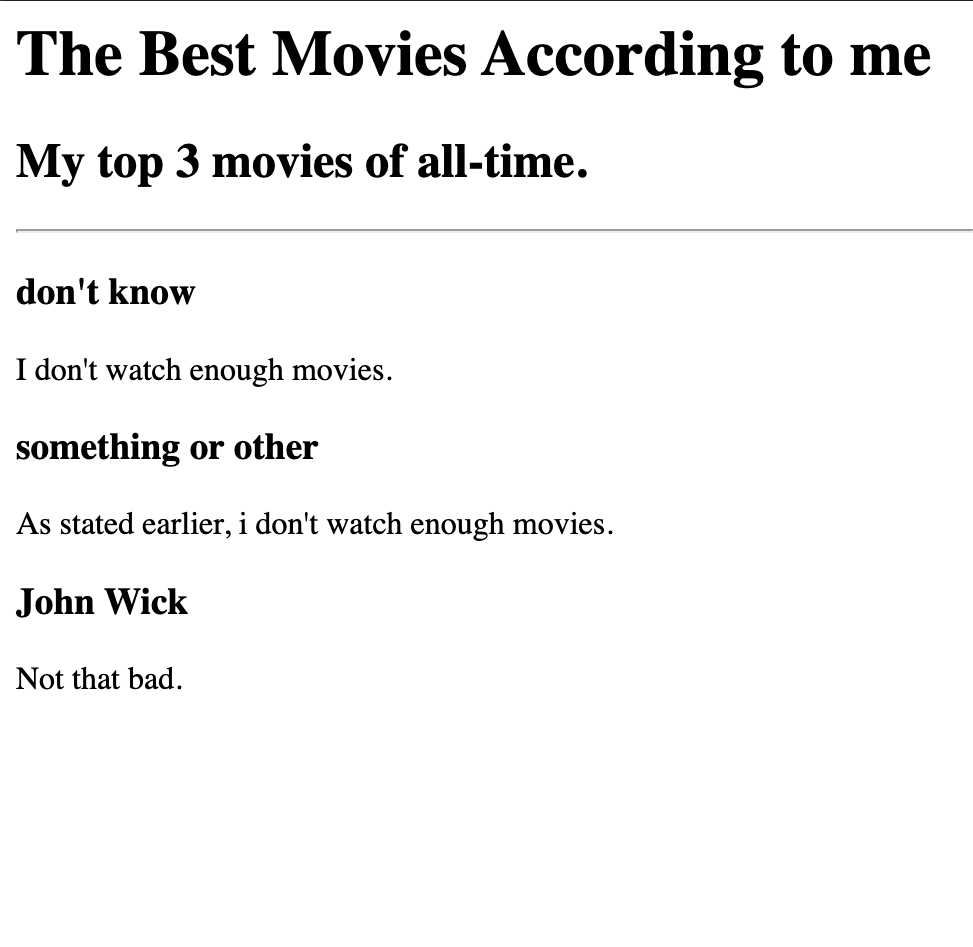 The Best Movies According to me
My top 3 movies of all-time.
don't know
I don't watch enough movies.
something or other
As stated earlier, i don't watch enough movies.
John Wick
Not that bad.